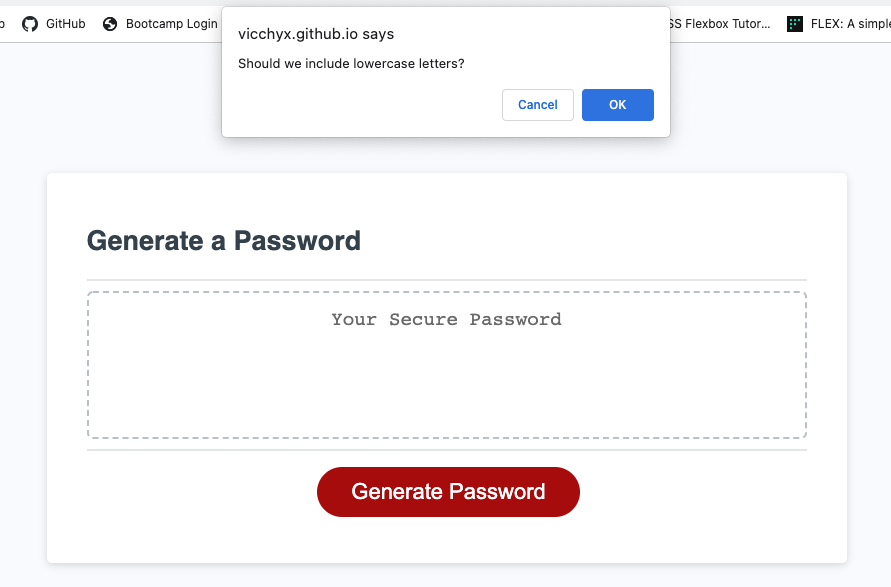 GitHub Bootcamp Login SS Flexbox Tutor... FLEX: A simple
vicchyx.github.io says
Should we include lowercase letters?
Cancel OK
Generate a Password
Your Secure Password
Generate Password